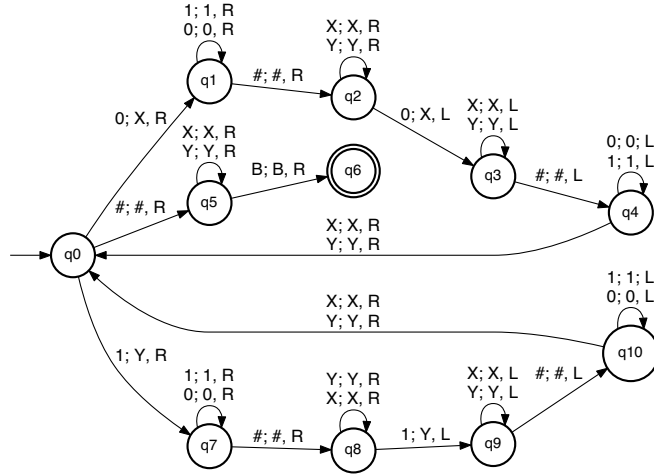 1; 1, R
0; 0, R
q1
#; #, R
X; X, R
Y; Y, R
q2
0; X, R
0; X, L
X; X, L
Y; Y, L
q3
#; #, L
0; 0; L
1; 1, L
q4
X; X, R
Y; Y, R
q5
#; #, R
B; B, R
q6
q0
X; X, R
Y; Y, R
X; X, R
Y; Y, R
1; 1; L
0; 0, L
q10
1; Y, R
1; 1, R
0; 0, R
q7
#; #, R
Y; Y, R
X; X, R
q8
1; Y, L
X; X, L
Y; Y, L
q9
#; #, L